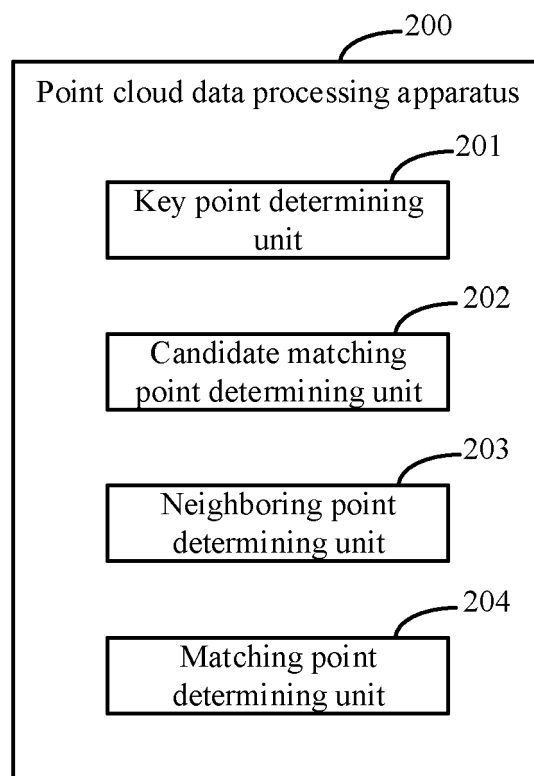 200
Point cloud data processing apparatus
201
Key point determining
unit
202
Candidate matching
point determining unit
203
Neighboring point
determining unit
204
Matching point
determining unit